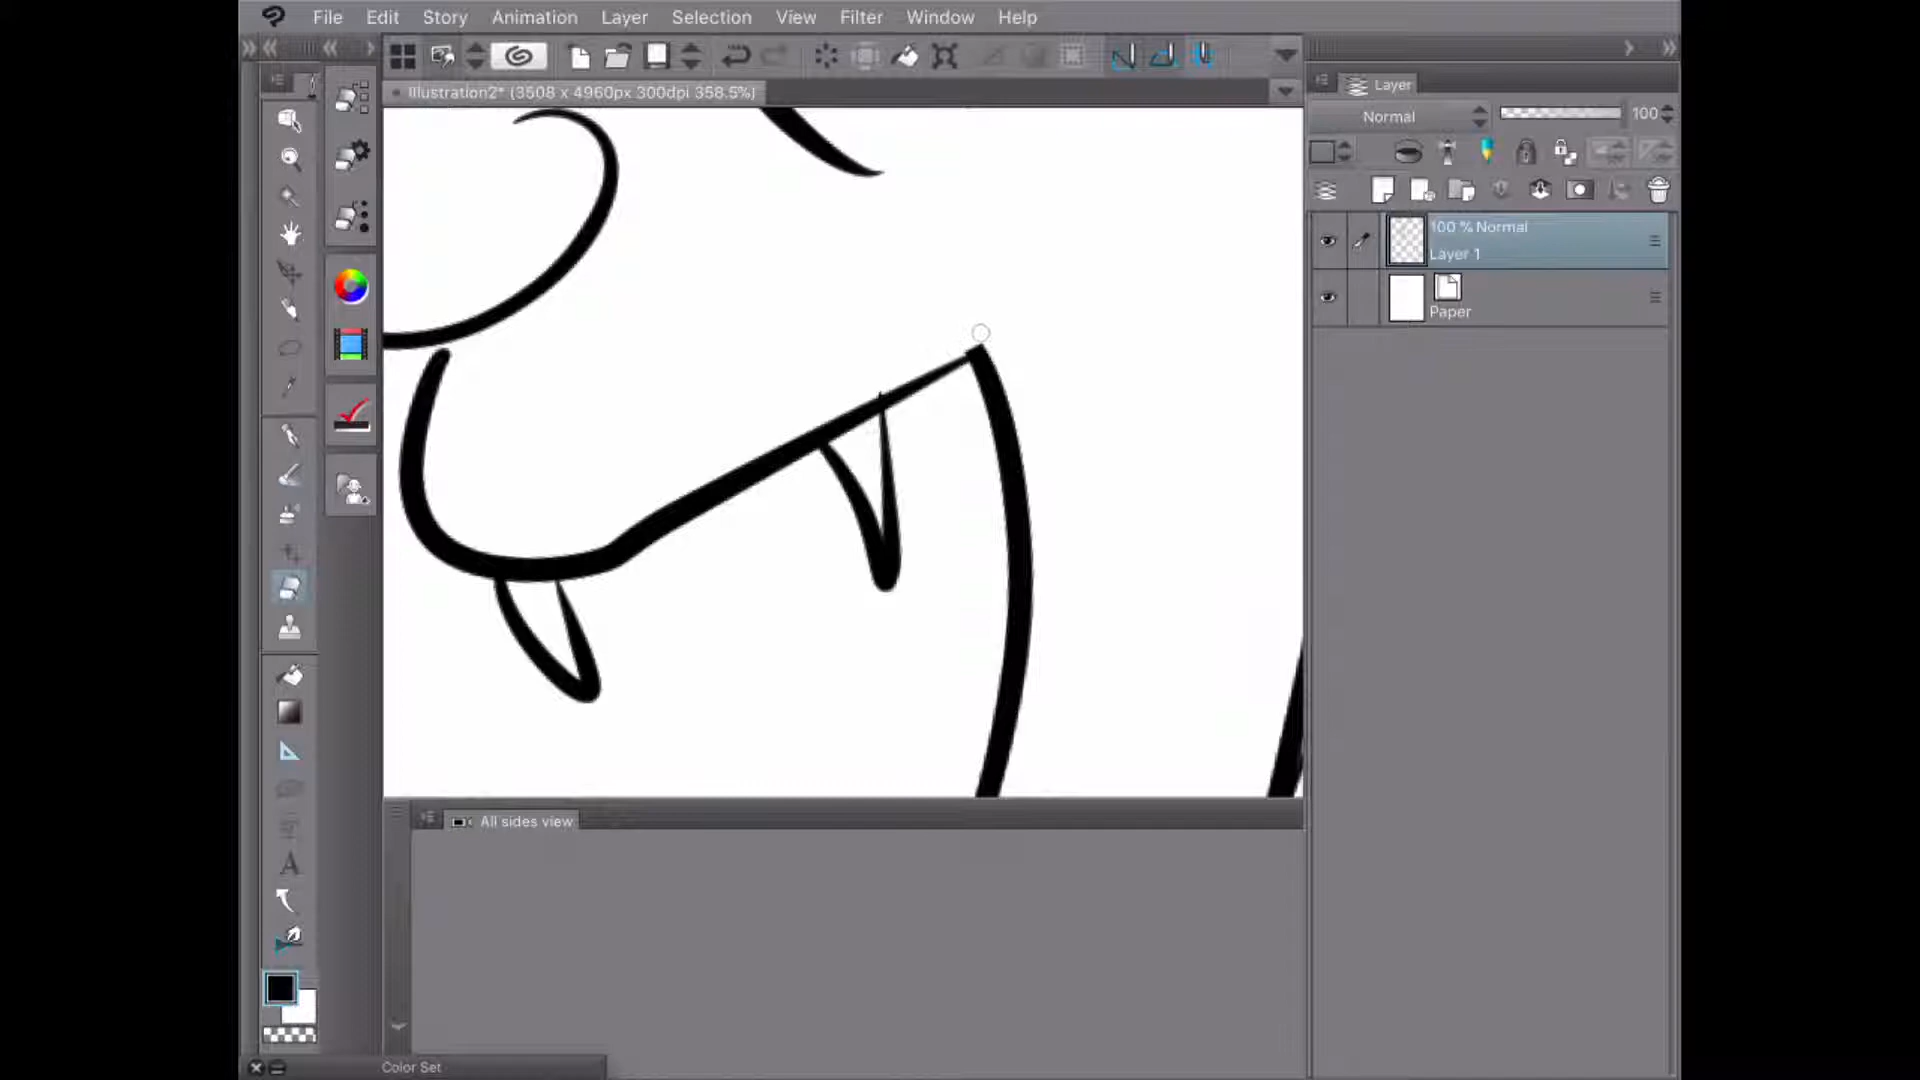 File Edit Story Animation Layer Selection View Filter Window Help
Illustration2* (3508 x 4960px 300dpi 358.5%)
Layer
Normal 100
100 % Normal
Layer 1
Paper
All sides view
Color Set